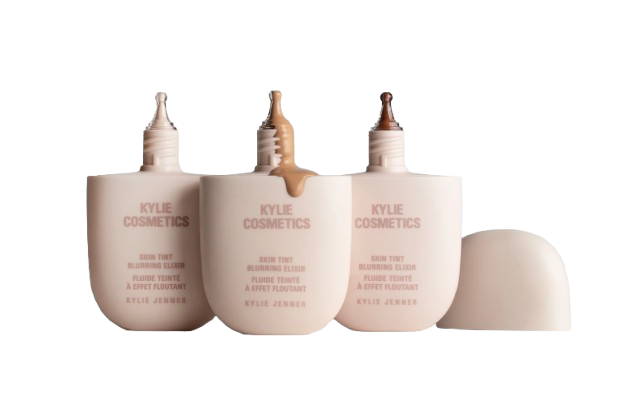 KYLIE
COSMETICS
SKIN TINT
BLURRING ELIXIR
FLUIDE TEINTÉ
À EFFET FLOUTANT
KYLIE JENNER
KYLIE
COSMETICS
SKIN TINT
BLURRING ELIXIR
FLUIDE TEINTÉ
À EFFET FLOUTANT
KYLIE JENNER
KYLIE
COSMETICS
SKIN TINT
BLURRING ELIXIR
FLUIDE TEINTÉ
À EFFET FLOUTANT
KYLIE JENNER